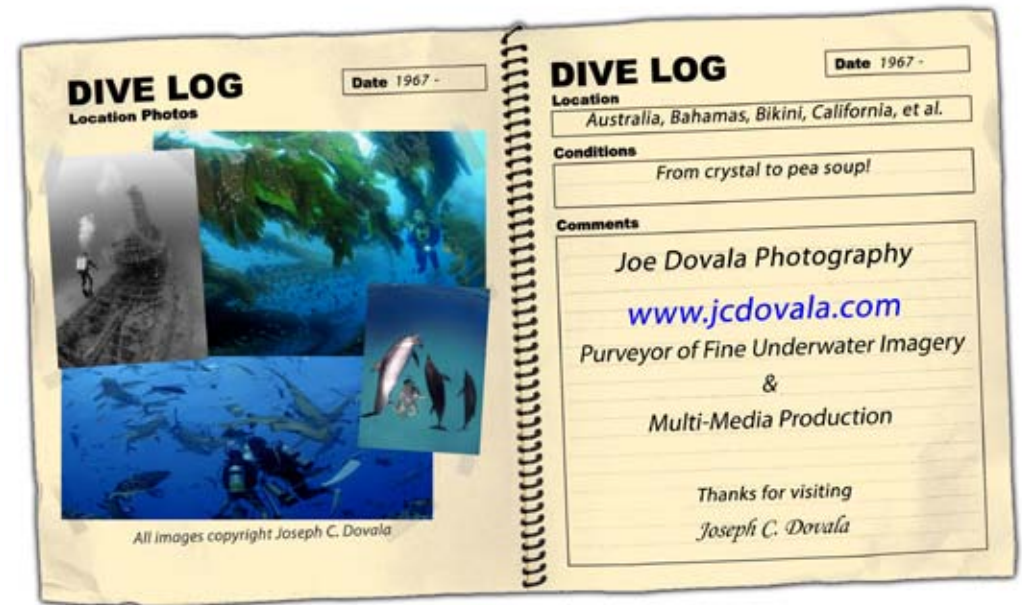 DIVE LOG
Date 1967 -
Location Photos
All images copyright Joseph C. Dovala
DIVE LOG
Date 1967 -
Location
Australia, Bahamas, Bikini, California, et al.
Conditions
From crystal to pea soup!
Comments
Joe Dovala Photography
www.jcdovala.com
Purveyor of Fine Underwater Imagery
&
Multi-Media Production
Thanks for visiting
Joseph C. Dovala